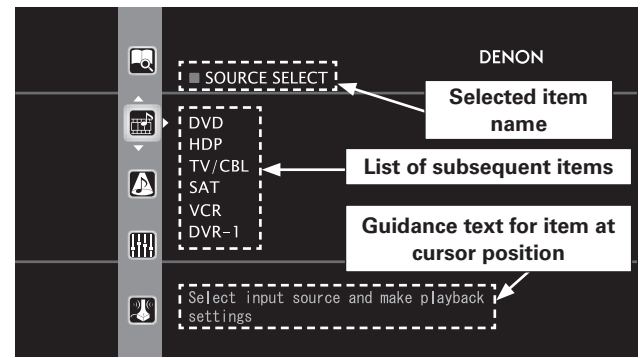 DENON
SOURCE SELECT
Selected item
name
DVD
HDP
TV/CBL
SAT
VCR
DVR-1
List of subsequent items
Guidance text for item at
cursor position
Select input source and make playback
settings